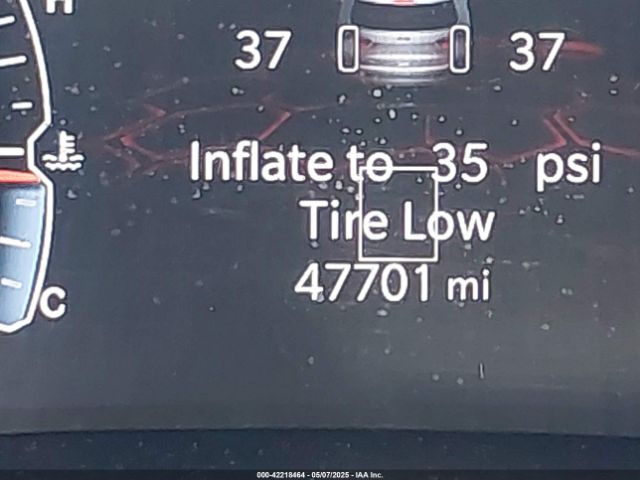 H
37 37
Inflate to 35 psi
Tire Low
47701 mi
C
000-42218464 - 05/07/2025 - IAA Inc.